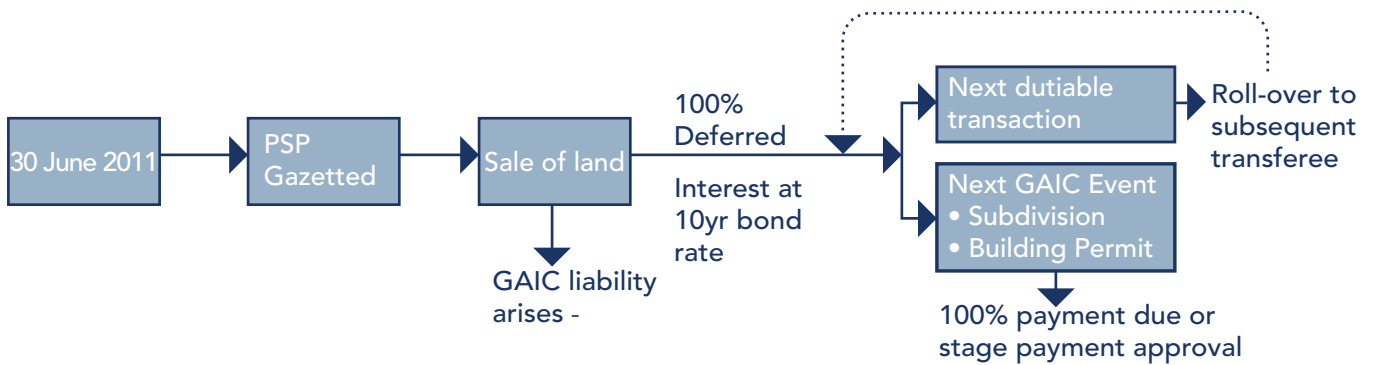 30 June 2011
PSP
Gazetted
Sale of land
GAIC liability
arises -
100%
Deferred
Interest at
10yr bond
rate
Next dutiable
transaction
Roll-over to
subsequent
transferee
Next GAIC Event
• Subdivision
• Building Permit
100% payment due or
stage payment approval